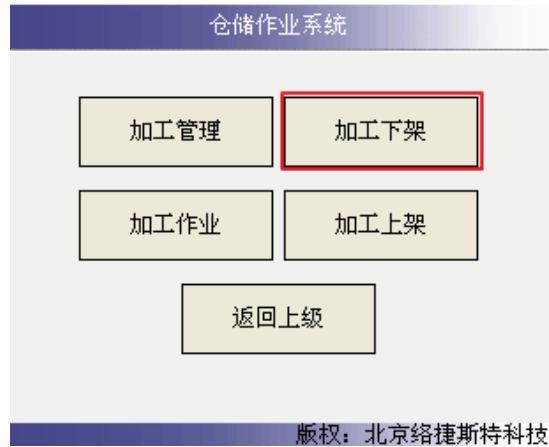 仓储作业系统
加工管理 加工下架
加工作业 加工上架
返回上级
版权：北京络捷斯特科技